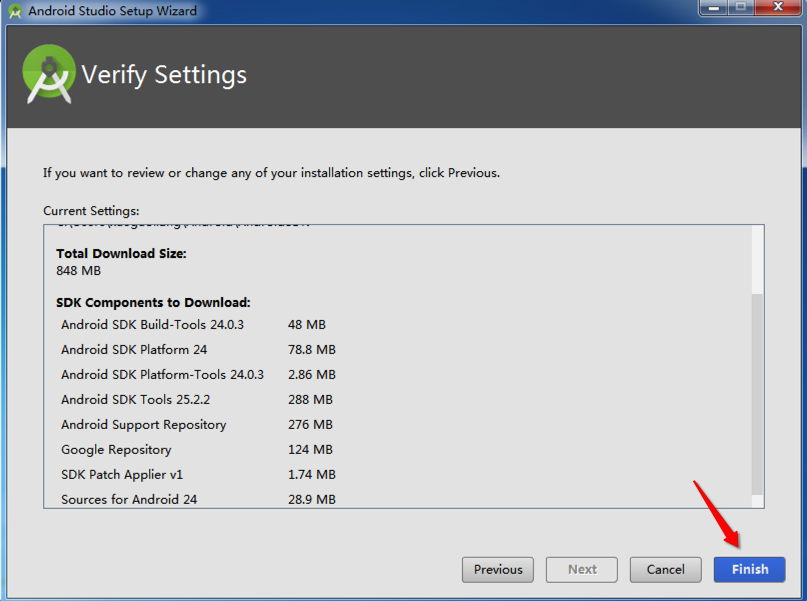 Android Studio Setup Wizard
Verify Settings
If you want to review or change any of your installation settings, click Previous.
Current Settings:
Total Download Size:
848 MB
SDK Components to Download:
Android SDK Build-Tools 24.0.3 48 MB
Android SDK Platform 24 78.8 MB
Android SDK Platform-Tools 24.0.3 2.86 MB
Android SDK Tools 25.2.2 288 MB
Android Support Repository 276 MB
Google Repository 124 MB
SDK Patch Applier v1 1.74 MB
Sources for Android 24 28.9 MB
Previous Next Cancel Finish